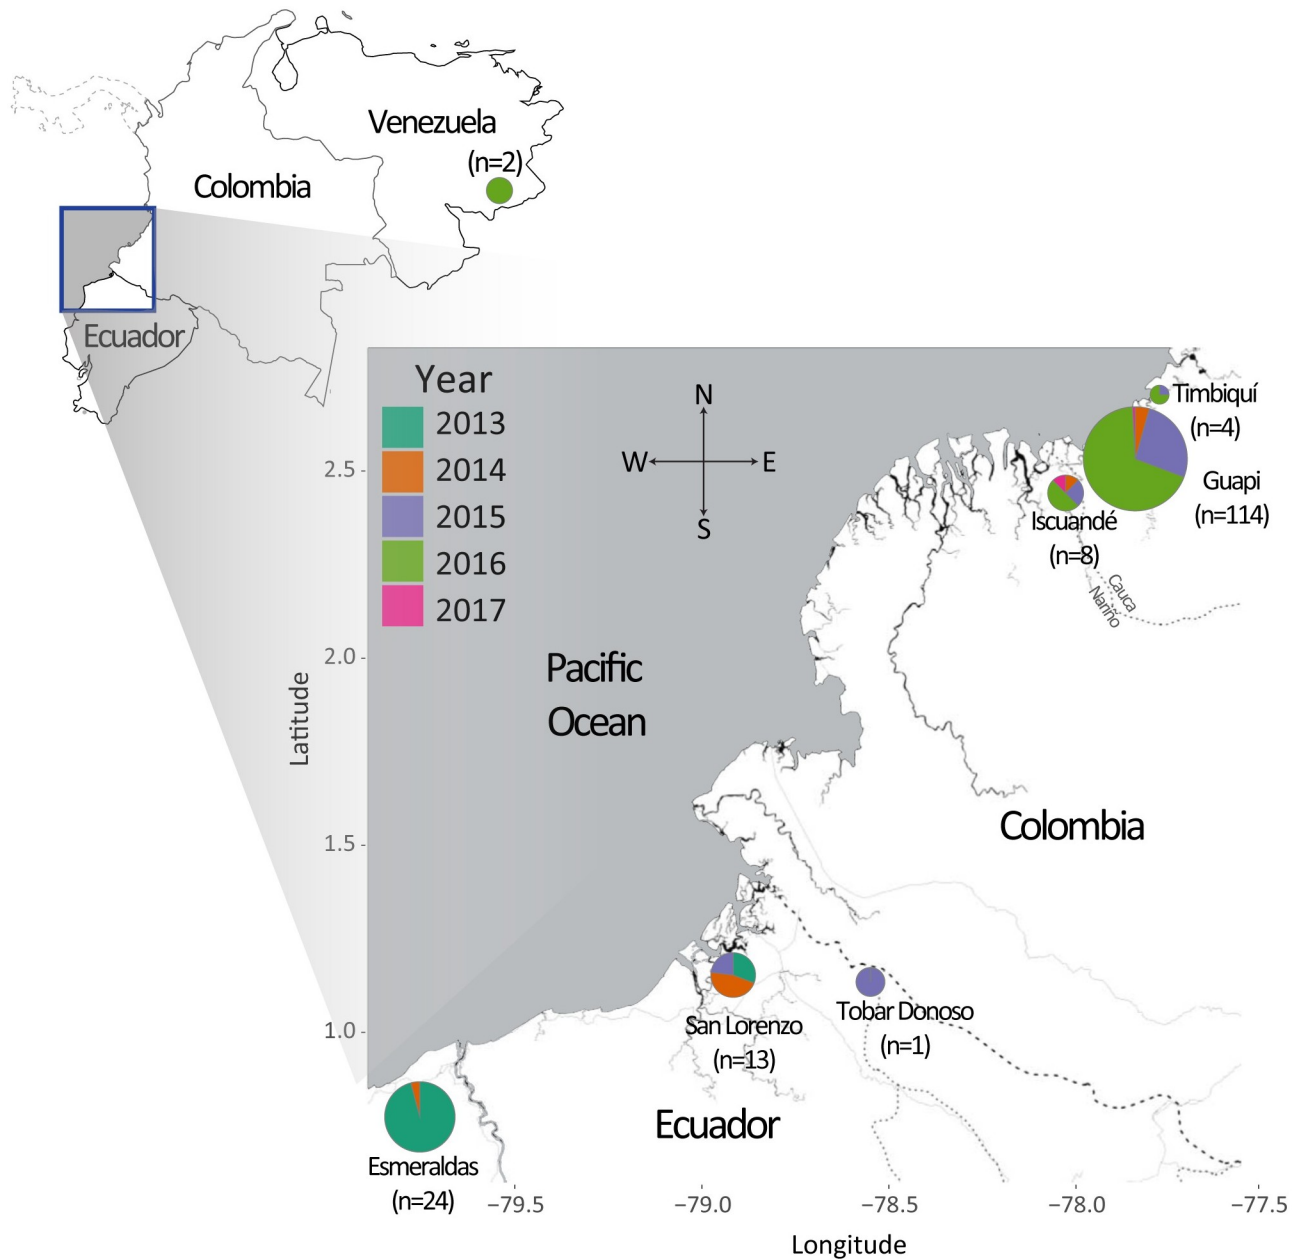 Venezuela
(n=2)
Colombia
Ecuador
Year
2013
2014
2015
2016
2017
N
W
E
S
Timbiquí
(n=4)
Guapi
(n=114)
Iscuandé
(n=8)
Cauca
Nariño
Pacific
Ocean
Colombia
San Lorenzo
(n=13)
Tobar Donoso
(n=1)
Ecuador
Esmeraldas
(n=24)
Latitude
2.5
2.0
1.5
1.0
−79.5
−79.0
−78.5
−78.0
−77.5
Longitude